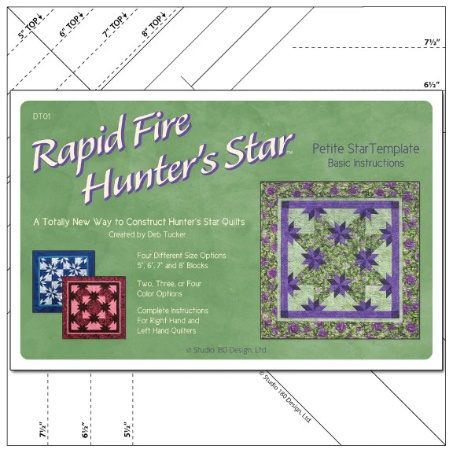 5" TOP
6" TOP
7" TOP
8" TOP
7½"
6½"
DT01
Rapid Fire
Hunter's Star™
Petite StarTemplate
Basic Instructions
A Totally New Way to Construct Hunter's Star Quilts
Created by Deb Tucker
Four Different Size Options
5", 6", 7" and 8" Blocks
Two, Three, or Four
Color Options
Complete Instructions
For Right Hand and
Left Hand Quilters
© Studio 180 Design, Ltd.
© Studio 180 Design, Ltd.
7½"
6½"
5½"